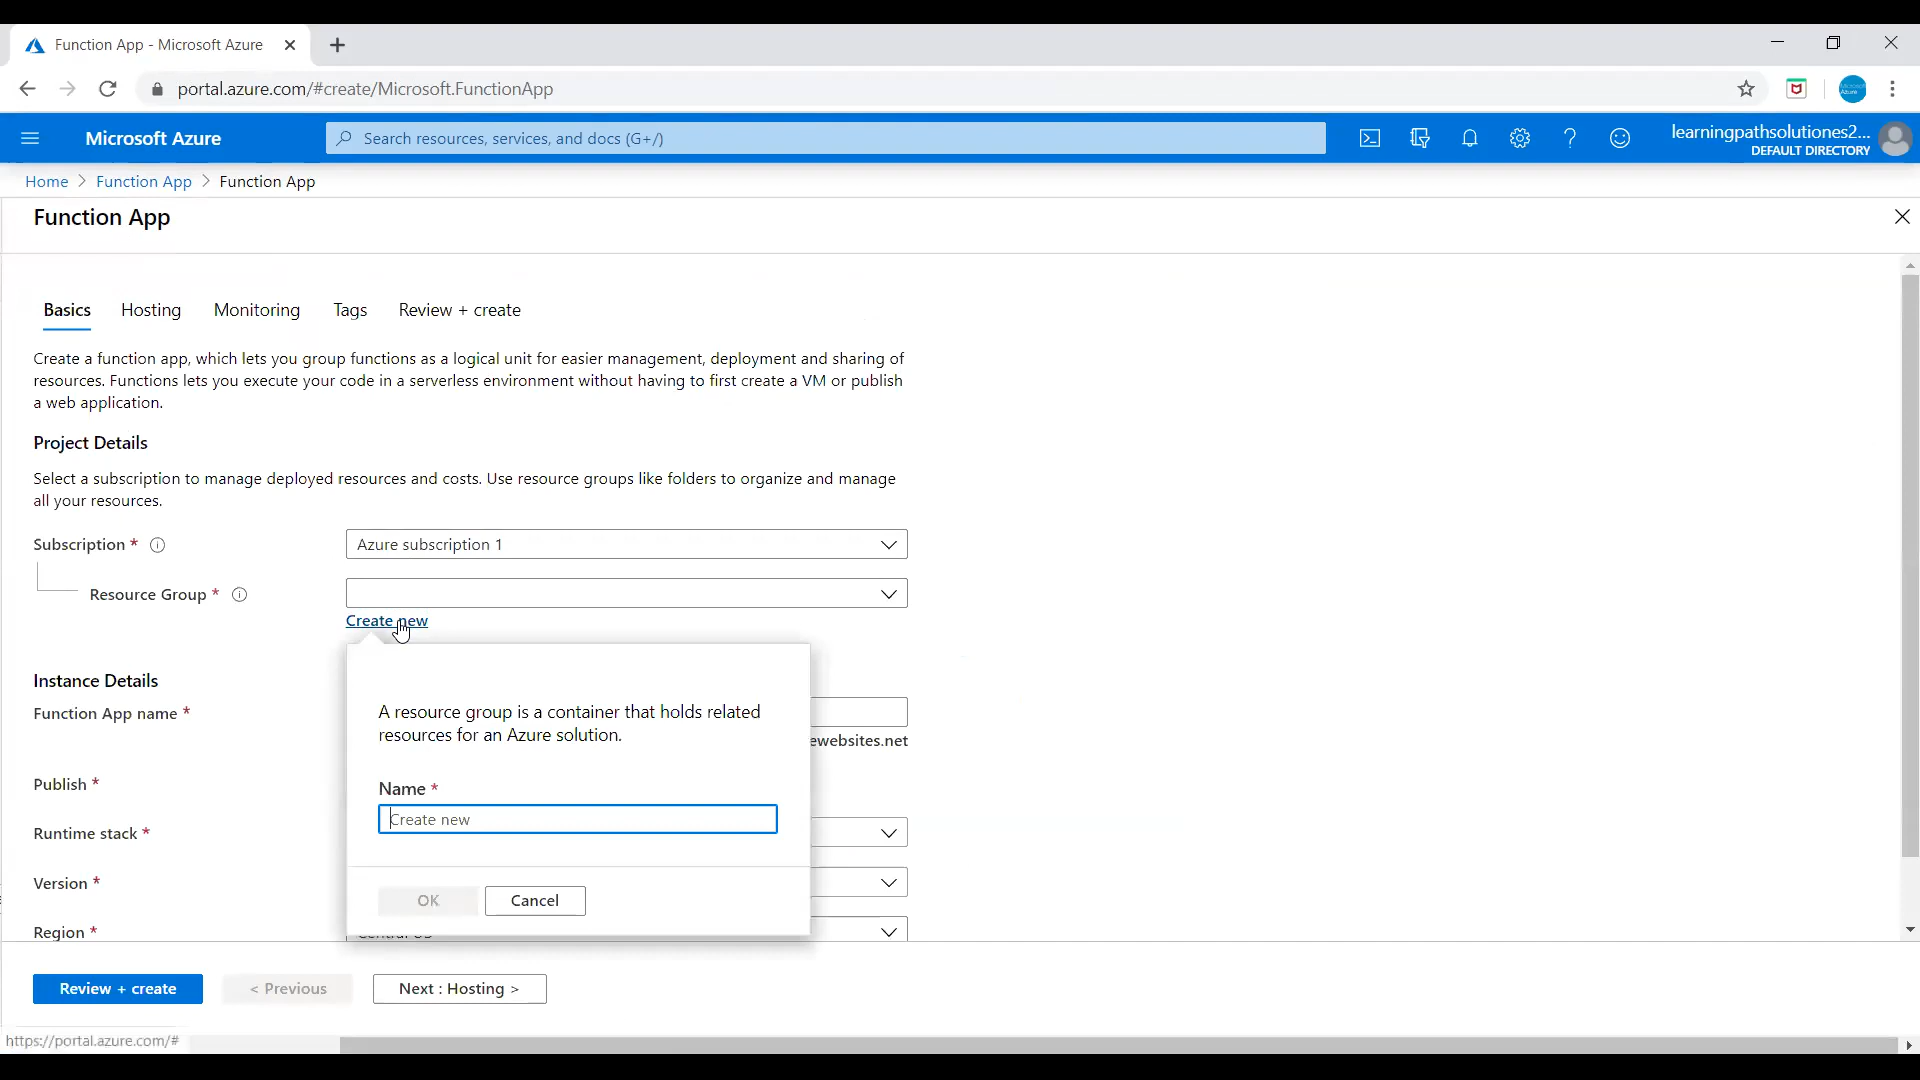 Function App - Microsoft Azure
portal.azure.com/#create/Microsoft.FunctionApp
Microsoft Azure
Search resources, services, and docs (G+/)
learningpathsolutiones2...
DEFAULT DIRECTORY
Home > Function App > Function App
Function App
Basics Hosting Monitoring Tags Review + create
Create a function app, which lets you group functions as a logical unit for easier management, deployment and sharing of
resources. Functions lets you execute your code in a serverless environment without having to first create a VM or publish
a web application.
Project Details
Select a subscription to manage deployed resources and costs. Use resource groups like folders to organize and manage
all your resources.
Subscription *
Azure subscription 1
Resource Group *
Create new
Instance Details
Function App name *
ewebsites.net
Publish *
Runtime stack *
Version *
Region *
A resource group is a container that holds related
resources for an Azure solution.
Name *
Create new
OK Cancel
Review + create < Previous Next : Hosting >
https://portal.azure.com/#